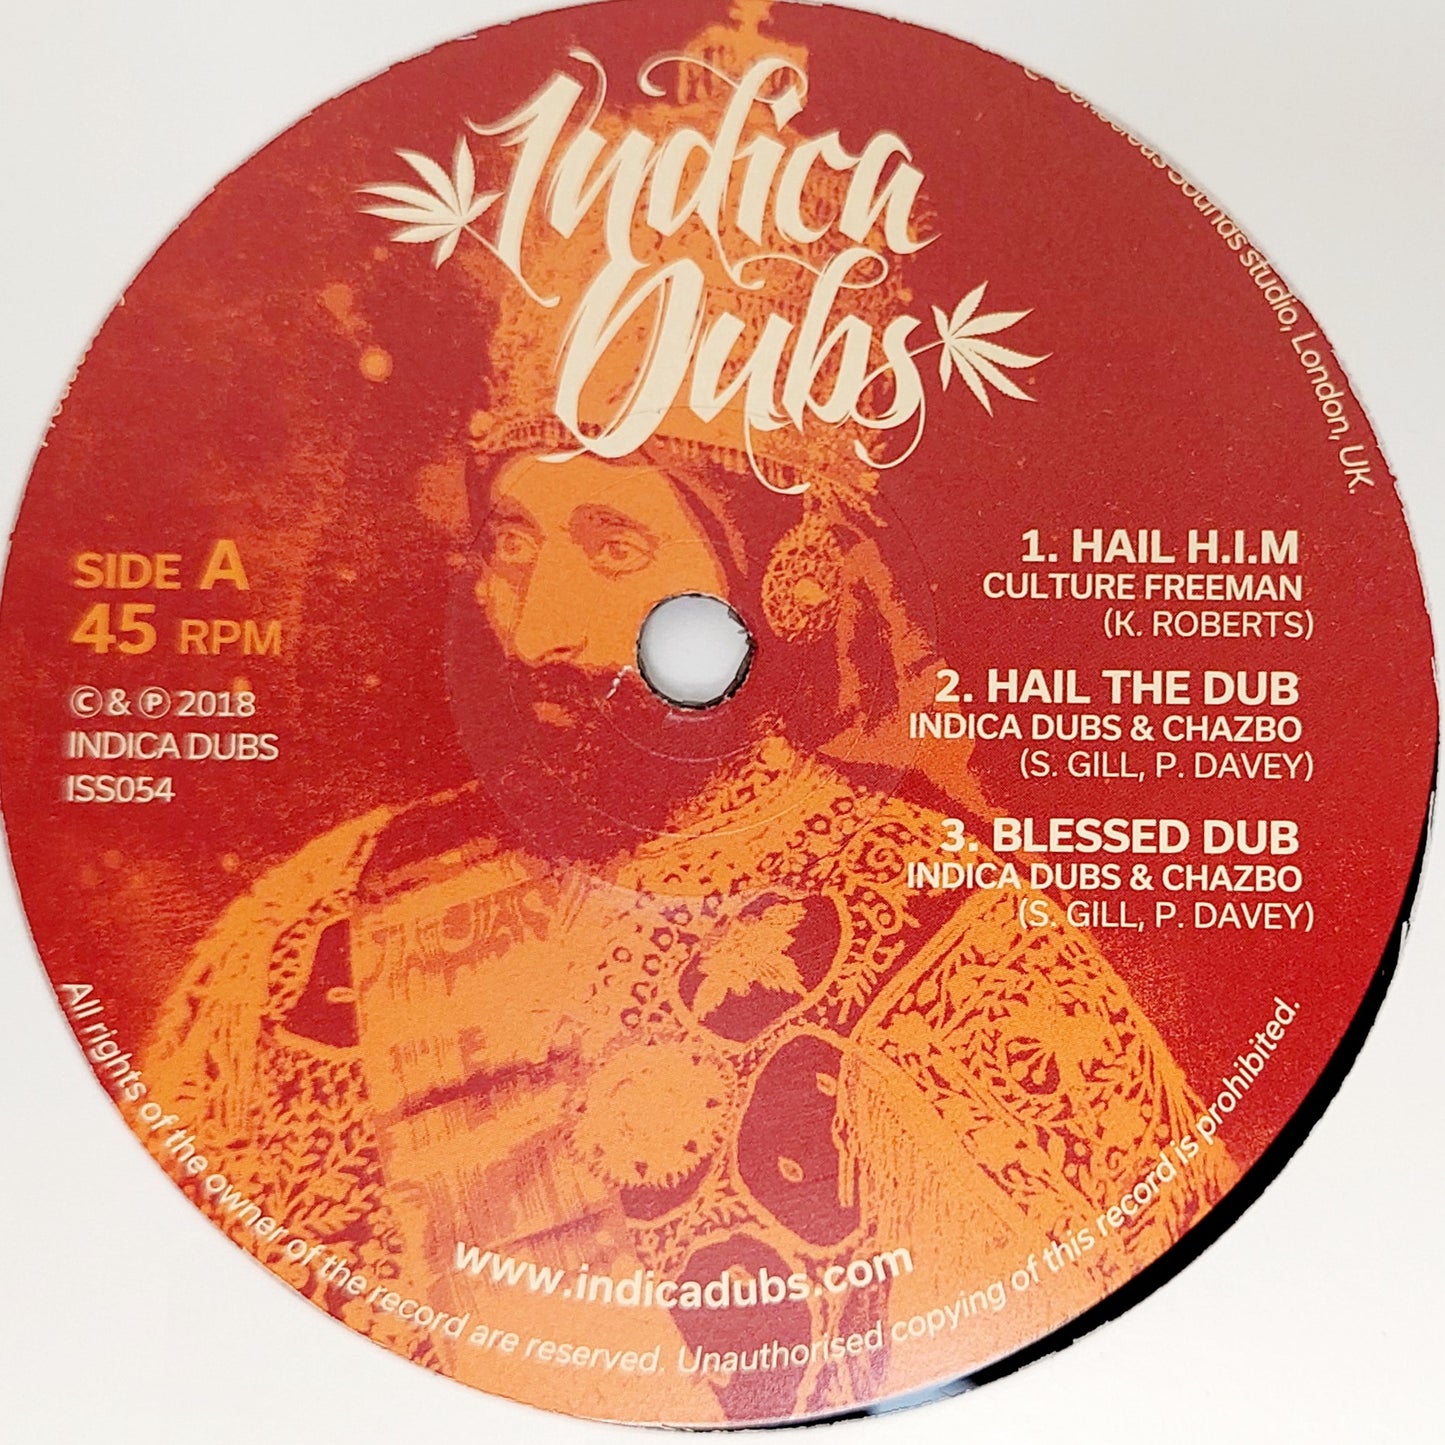 Indica
Dubs
Sounds studio, London, UK.
SIDE A
45 RPM
© & ℗ 2018
INDICA DUBS
ISS054
1. HAIL H.I.M
CULTURE FREEMAN
(K. ROBERTS)
2. HAIL THE DUB
INDICA DUBS & CHAZBO
(S. GILL, P. DAVEY)
3. BLESSED DUB
INDICA DUBS & CHAZBO
(S. GILL, P. DAVEY)
www.indicadubs.com
All rights of the owner of the record are reserved. Unauthorised copying of this record is prohibited.